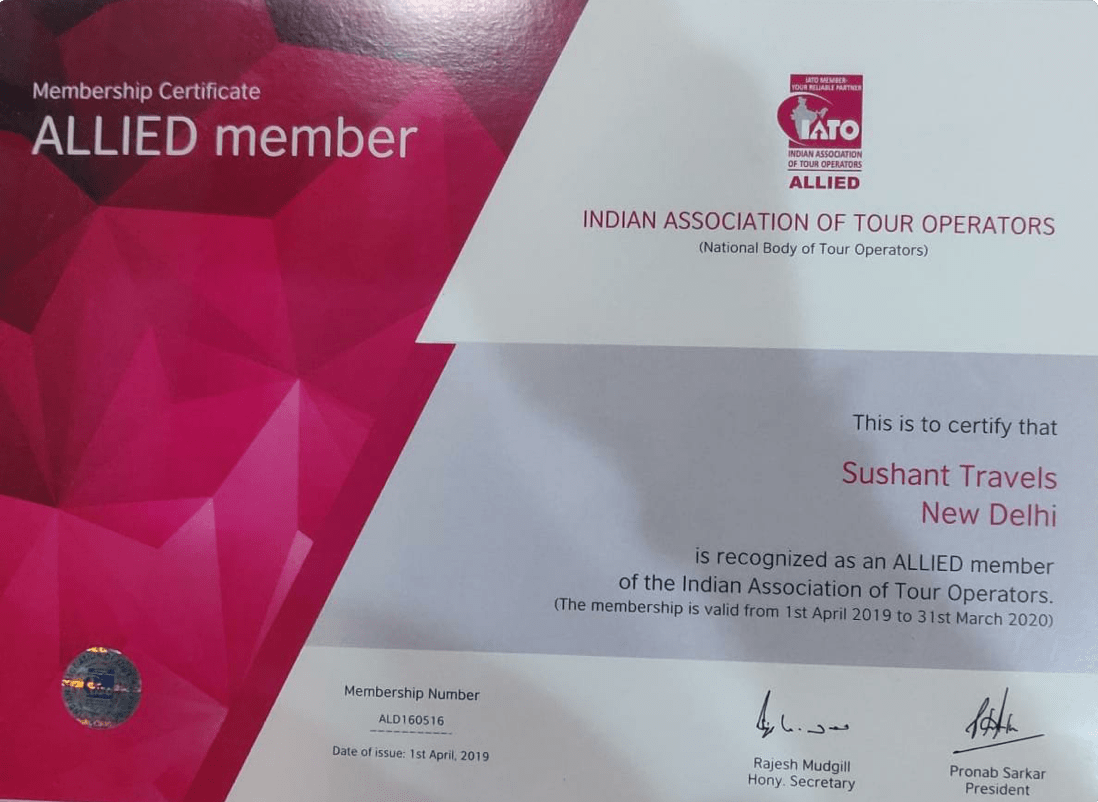 Membership Certificate
ALLIED member
IATO MEMBER-
YOUR RELIABLE PARTNER
IATO
INDIAN ASSOCIATION
OF TOUR OPERATORS
ALLIED
INDIAN ASSOCIATION OF TOUR OPERATORS
(National Body of Tour Operators)
This is to certify that
Sushant Travels
New Delhi
is recognized as an ALLIED member
of the Indian Association of Tour Operators.
(The membership is valid from 1st April 2019 to 31st March 2020)
Membership Number
ALD160516
Date of issue: 1st April, 2019
Rajesh Mudgill
Hony. Secretary
Pronab Sarkar
President